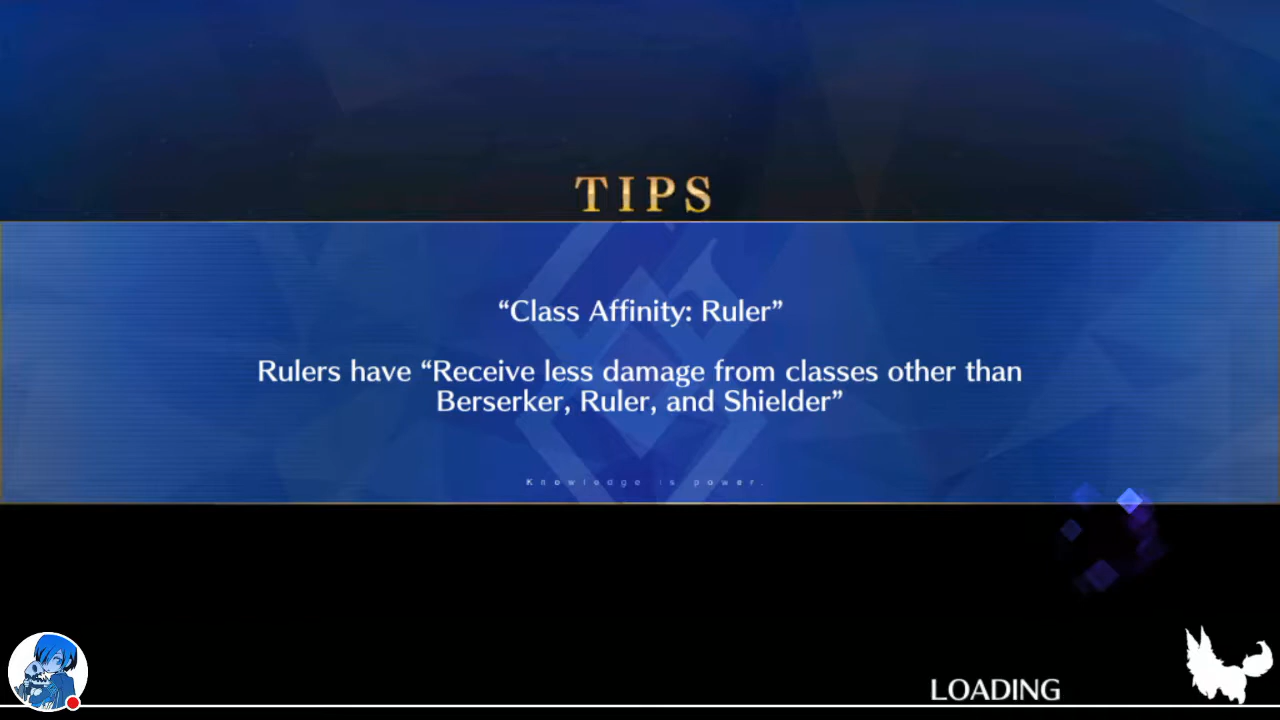 TIPS
“Class Affinity: Ruler”
Rulers have “Receive less damage from classes other than
Berserker, Ruler, and Shielder”
Knowledge is power.
LOADING